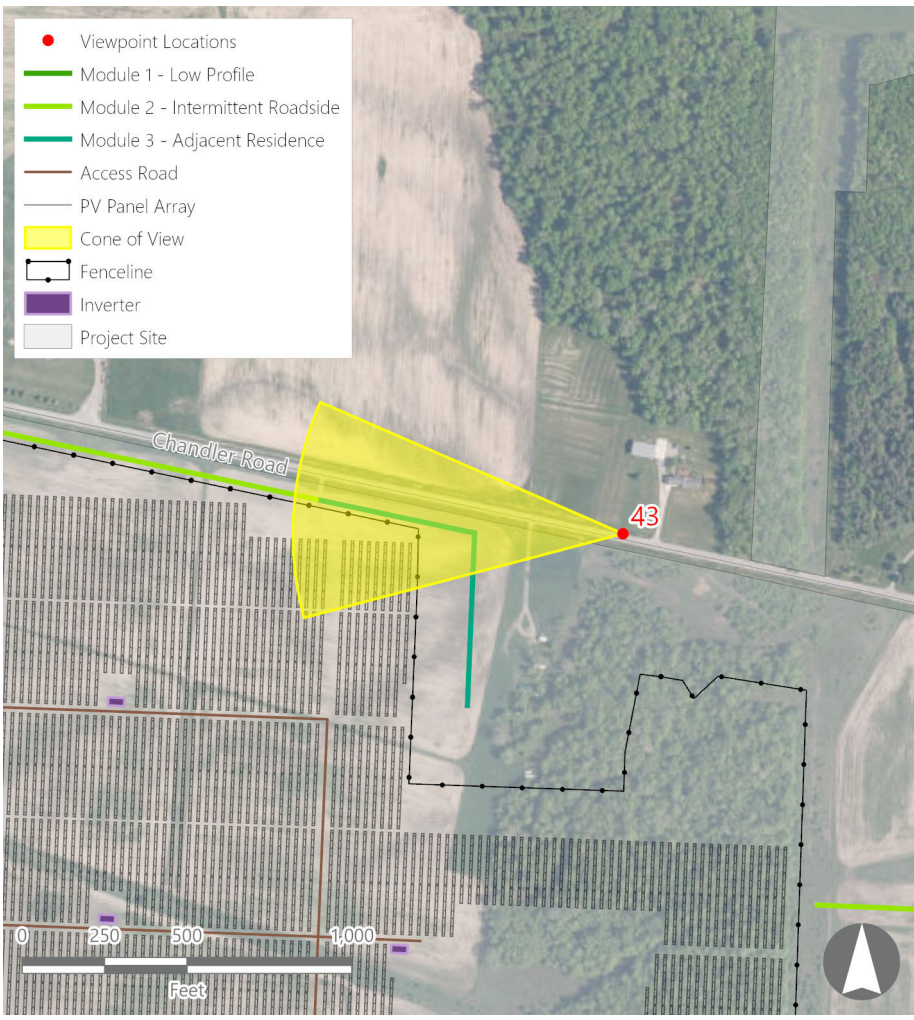 Viewpoint Locations
Module 1 - Low Profile
Module 2 - Intermittent Roadside
Module 3 - Adjacent Residence
Access Road
PV Panel Array
Cone of View
Fenceline
Inverter
Project Site
Chandler Road
43
0 250 500 1,000
Feet